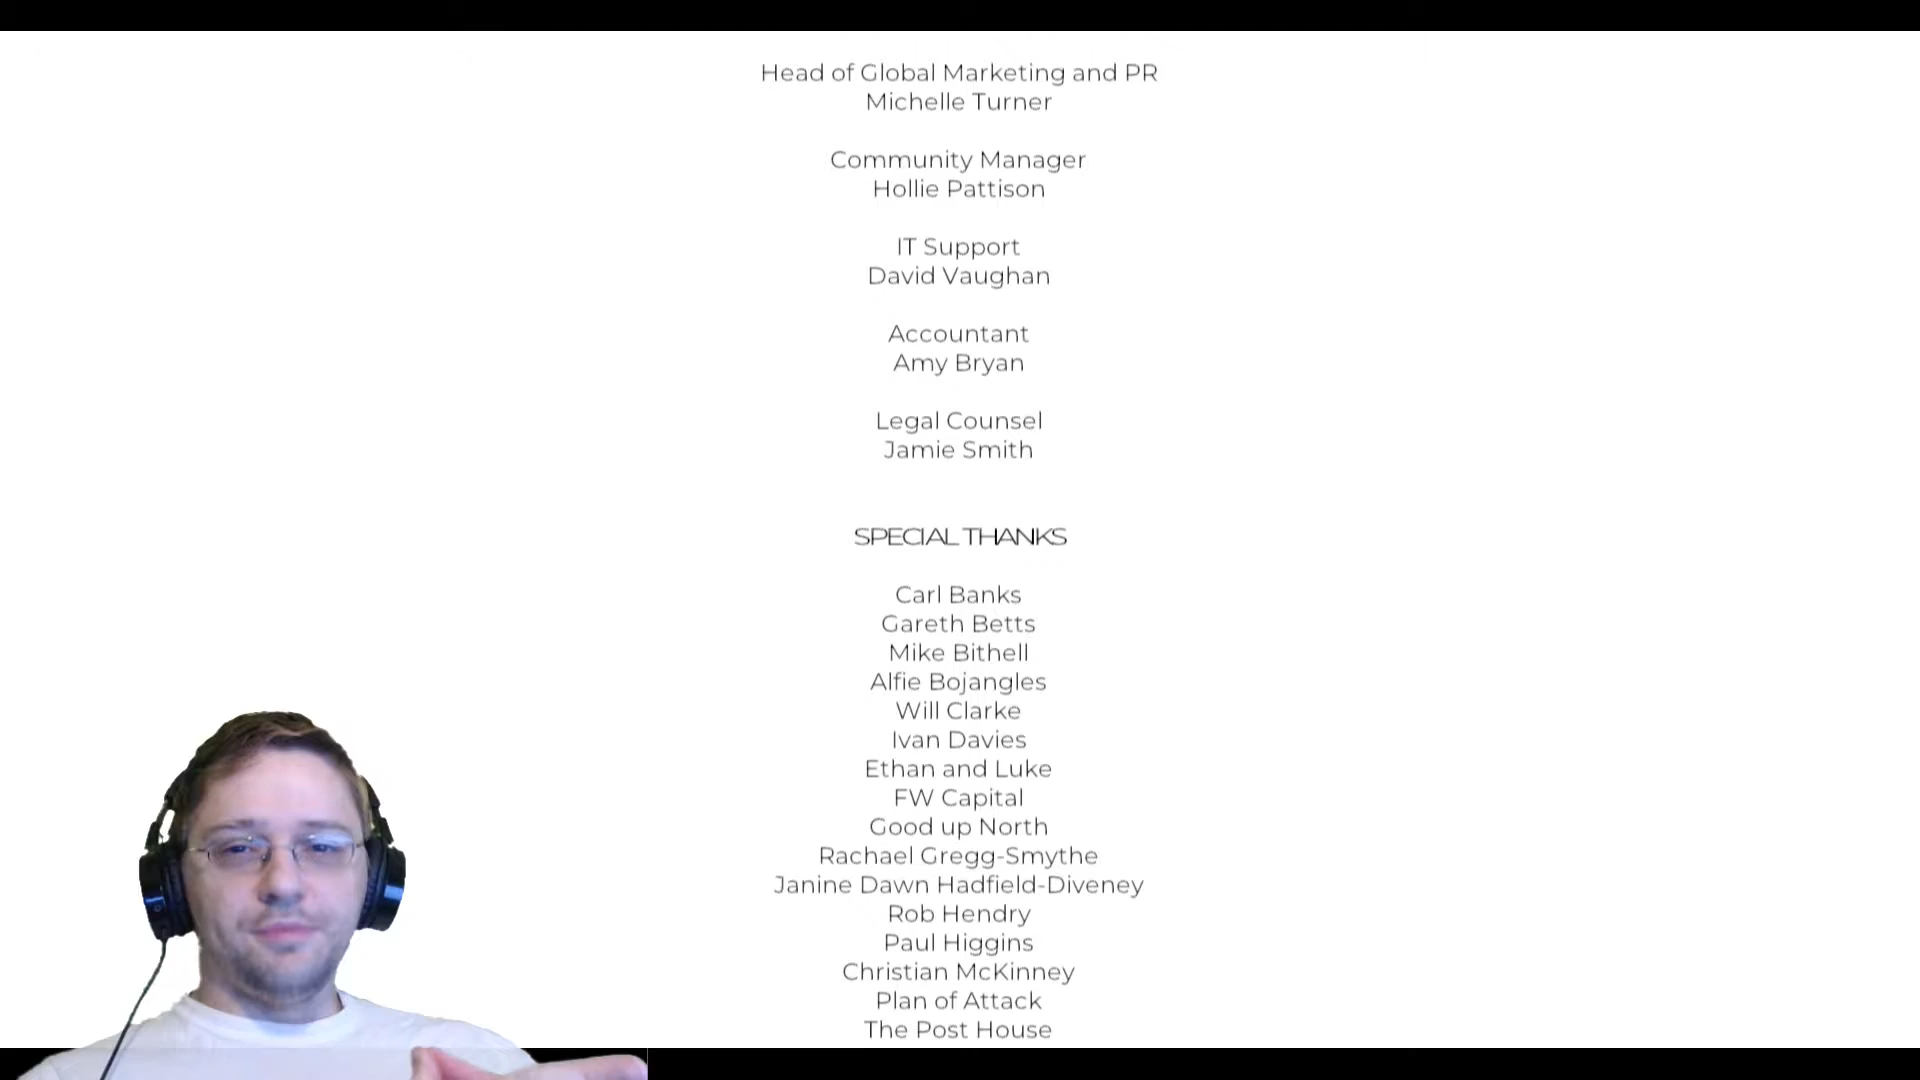 Head of Global Marketing and PR
Michelle Turner
Community Manager
Hollie Pattison
IT Support
David Vaughan
Accountant
Amy Bryan
Legal Counsel
Jamie Smith
SPECIAL THANKS
Carl Banks
Gareth Betts
Mike Bithell
Alfie Bojangles
Will Clarke
Ivan Davies
Ethan and Luke
FW Capital
Good up North
Rachael Gregg-Smythe
Janine Dawn Hadfield-Diveney
Rob Hendry
Paul Higgins
Christian McKinney
Plan of Attack
The Post House